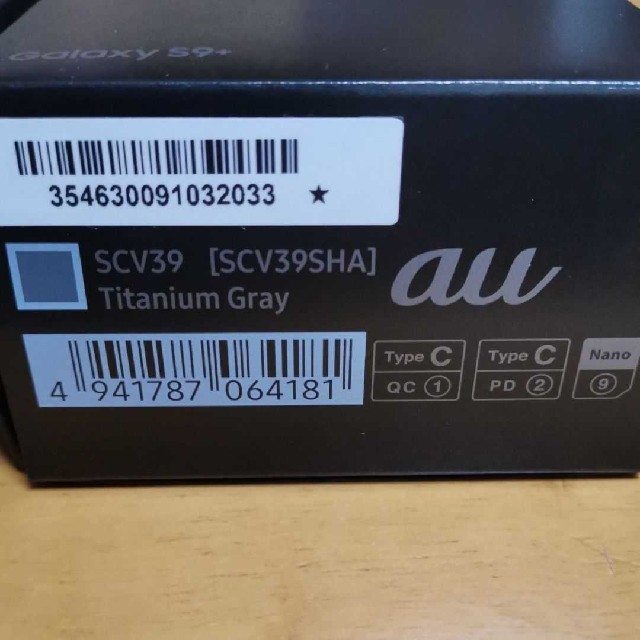 Galaxy S9+
354630091032033 ★
SCV39 [SCV39SHA]
Titanium Gray
au
4 941787 064181
Type C
QC ①
Type C
PD ②
Nano
⑨